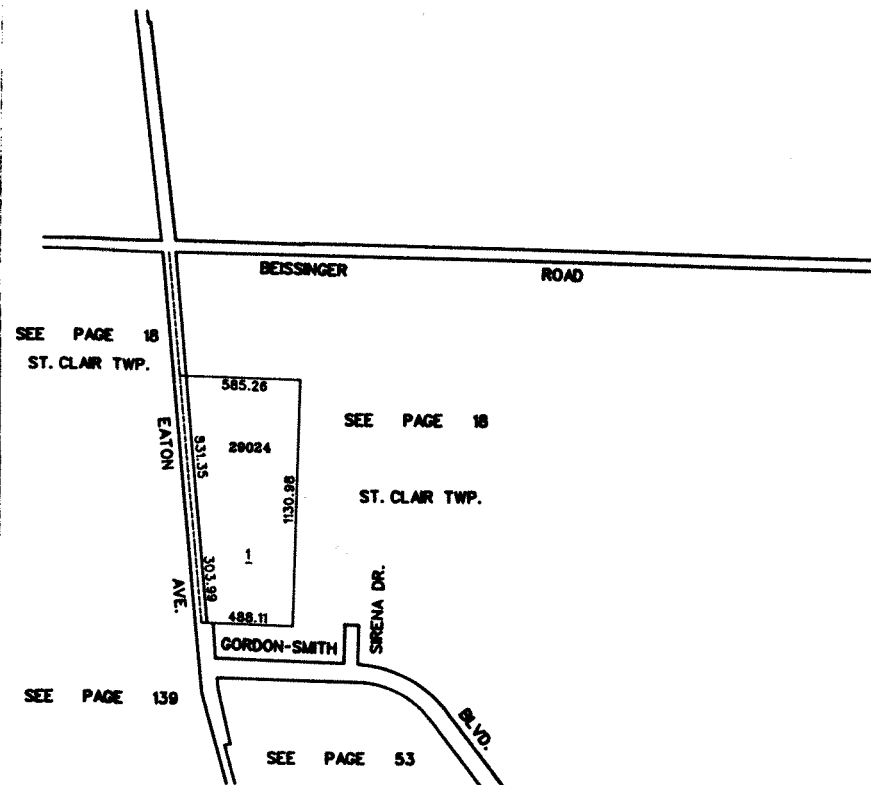 BEISSINGER ROAD
SEE PAGE 18
ST. CLAIR TWP.
585.26
SEE PAGE 18
EATON
831.35
29024
1130.98
ST. CLAIR TWP.
1
303.99
AVE.
SIRENA DR.
488.11
GORDON-SMITH
SEE PAGE 139
BLVD.
SEE PAGE 53